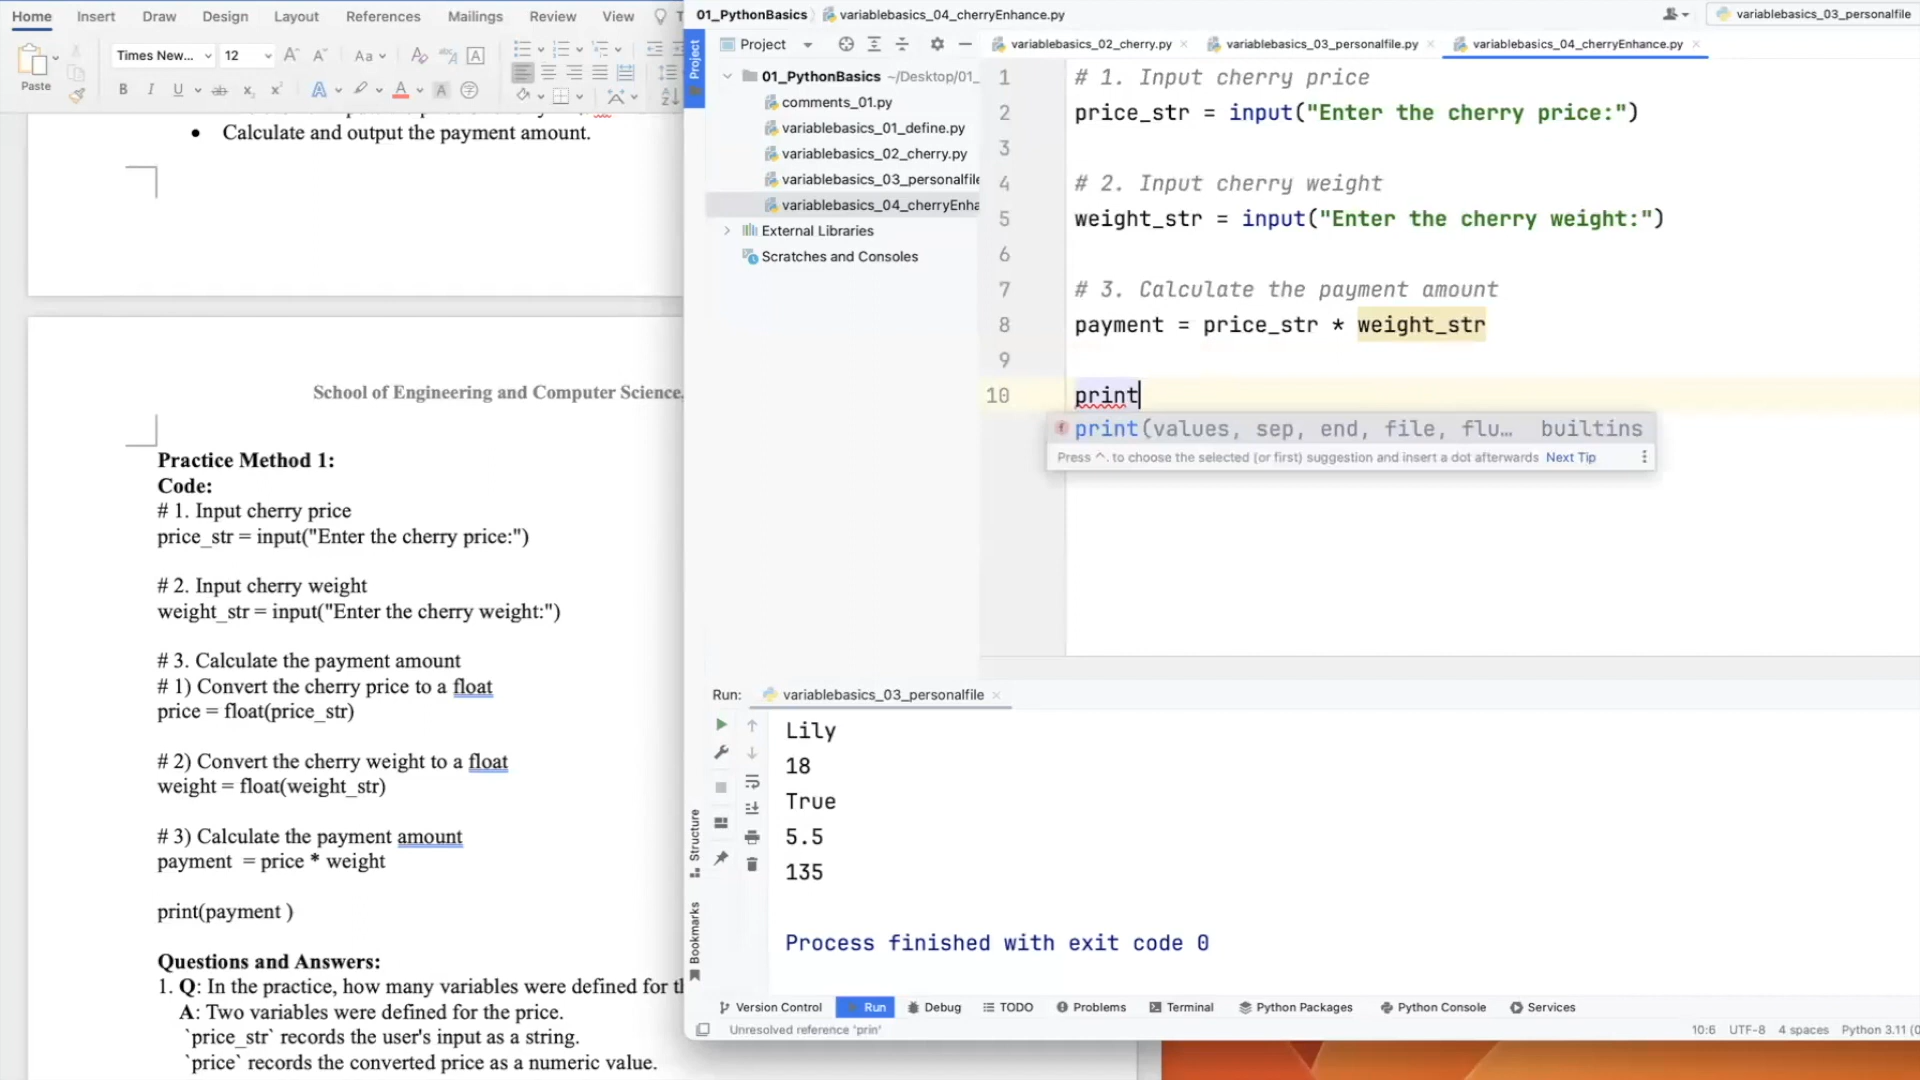 Home Insert Draw Design Layout References Mailings Review View
Paste
Times New... 12 Aa
Calculate and output the payment amount.
School of Engineering and Computer Science.
Practice Method 1:
Code:
# 1. Input cherry price
price_str = input("Enter the cherry price:")
# 2. Input cherry weight
weight_str = input("Enter the cherry weight:")
# 3. Calculate the payment amount
# 1) Convert the cherry price to a float
price = float(price_str)
# 2) Convert the cherry weight to a float
weight = float(weight_str)
# 3) Calculate the payment amount
payment  = price * weight
print(payment )
Questions and Answers:
1. Q: In the practice, how many variables were defined for
A: Two variables were defined for the price.
`price_str` records the user's input as a string.
`price` records the converted price as a numeric value.
01_PythonBasics variablebasics_04_cherryEnhance.py
variablebasics_03_personalfile
Project
Project
variablebasics_02_cherry.py variablebasics_03_personalfile.py variablebasics_04_cherryEnhance.py
01_PythonBasics ~/Desktop/01_
comments_01.py
variablebasics_01_define.py
variablebasics_02_cherry.py
variablebasics_03_personalfile
variablebasics_04_cherryEnha
External Libraries
Scratches and Consoles
1 # 1. Input cherry price
2 price_str = input("Enter the cherry price:")
3
4 # 2. Input cherry weight
5 weight_str = input("Enter the cherry weight:")
6
7 # 3. Calculate the payment amount
8 payment = price_str * weight_str
9
10 print
print(values, sep, end, file, flu… builtins
Press ^. to choose the selected (or first) suggestion and insert a dot afterwards Next Tip
Run: variablebasics_03_personalfile
Lily
18
True
5.5
135
Process finished with exit code 0
Structure
Bookmarks
Version Control Run Debug TODO Problems Terminal Python Packages Python Console Services
Unresolved reference 'prin' 10:6 UTF-8 4 spaces Python 3.11